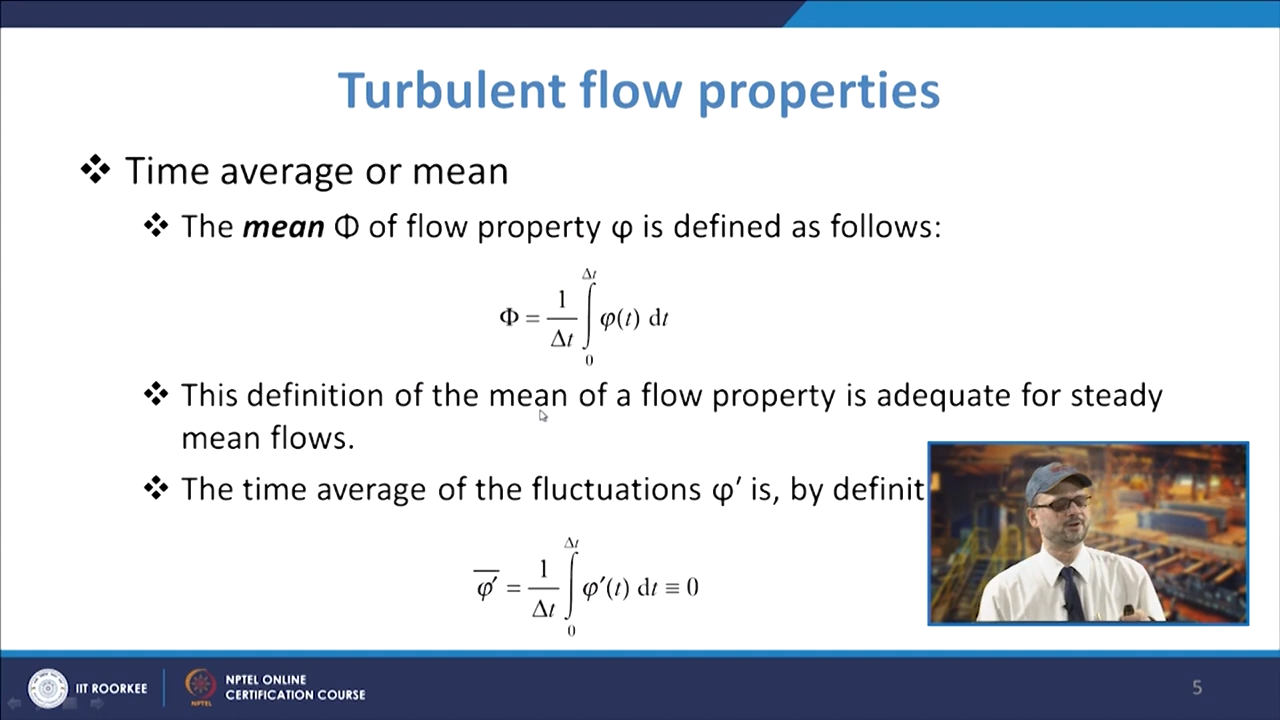 Turbulent flow properties
❖ Time average or mean
❖ The mean Φ of flow property φ is defined as follows:
Φ = 1/Δt ∫₀^Δt φ(t) dt
❖ This definition of the mean of a flow property is adequate for steady
mean flows.
❖ The time average of the fluctuations φ′ is, by definit
φ′̅ = 1/Δt ∫₀^Δt φ′(t) dt ≡ 0
IIT ROORKEE
NPTEL
NPTEL ONLINE
CERTIFICATION COURSE
5